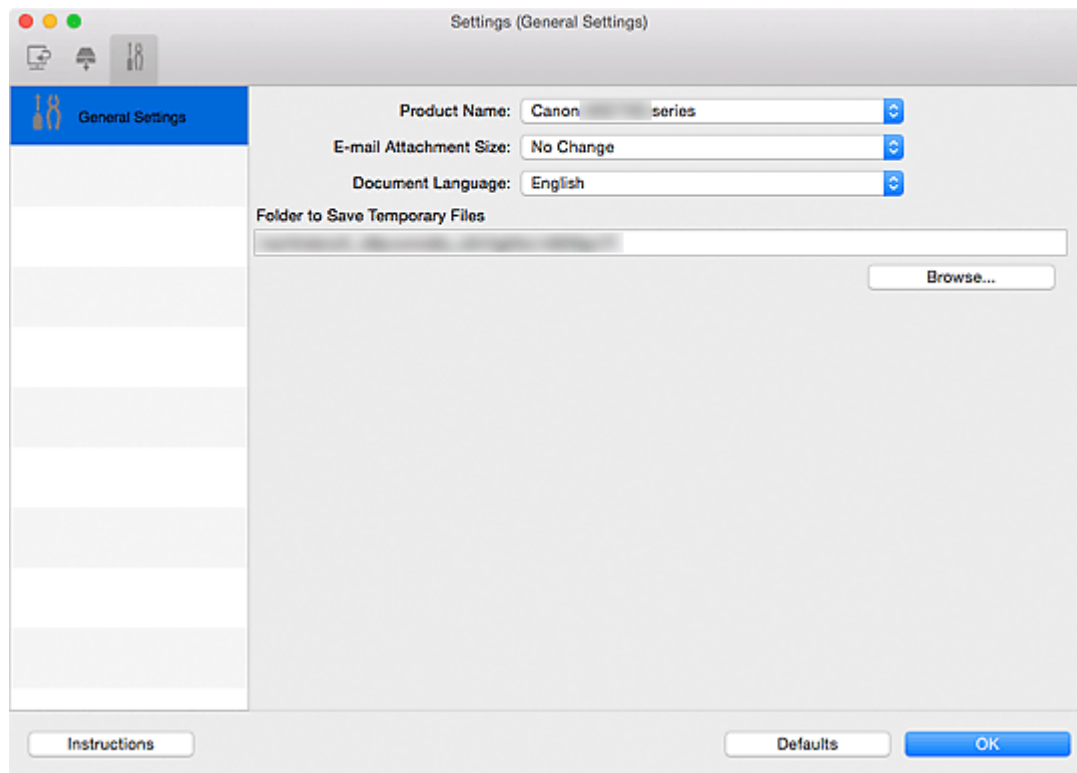 Settings (General Settings)
General Settings
Product Name: Canon series
E-mail Attachment Size: No Change
Document Language: English
Folder to Save Temporary Files
Browse...
Instructions Defaults OK